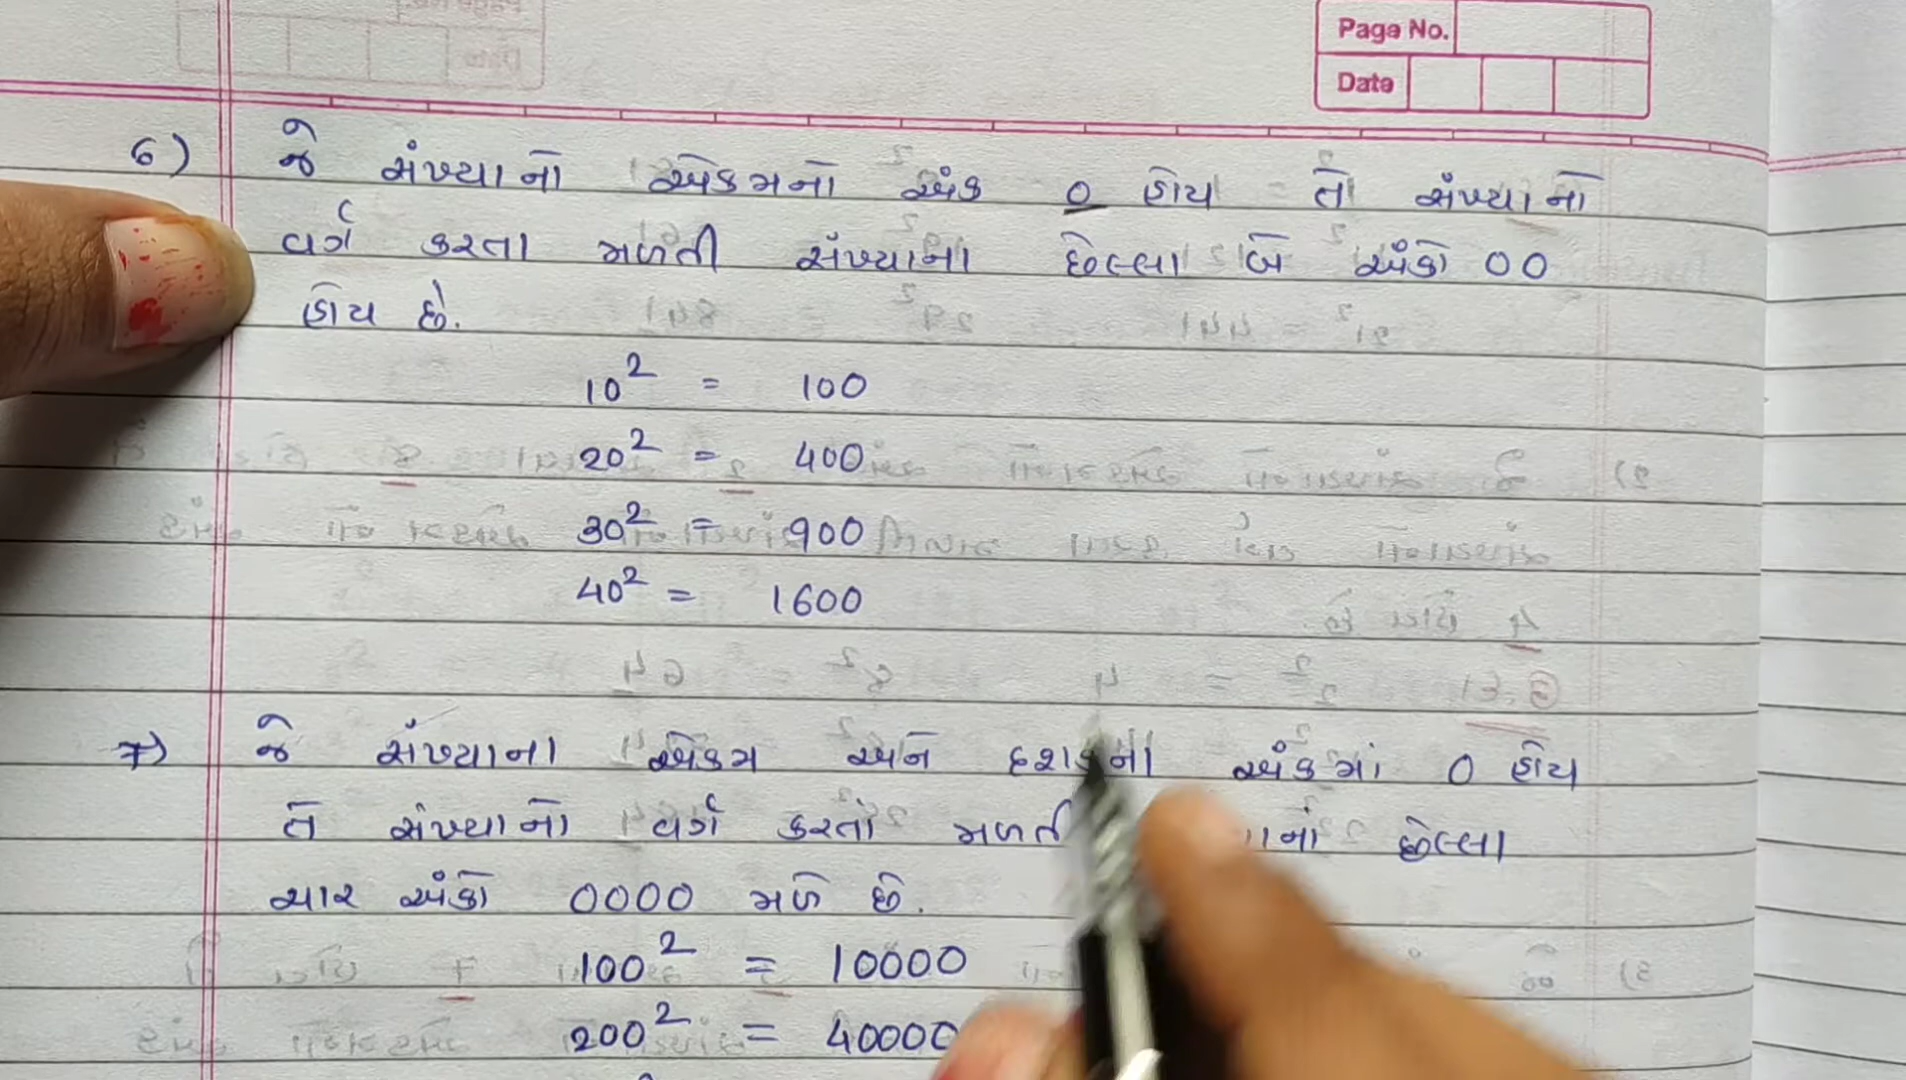 Page No.
Date
6) જે સંખ્યાનો એકમનો અંક 0 હોય તે સંખ્યાનો
વર્ગ કરતા મળતી સંખ્યાના છેલ્લા બે અંકો 00
હોય છે.
10² = 100
20² = 400
30² = 900
40² = 1600
7) જે સંખ્યાના એકમ અને દશકના અંકમાં 0 હોય
તે સંખ્યાનો વર્ગ કરતાં મળતી છેલ્લા
ચાર અંકો 0000 મળે છે.
100² = 10000
200² = 40000